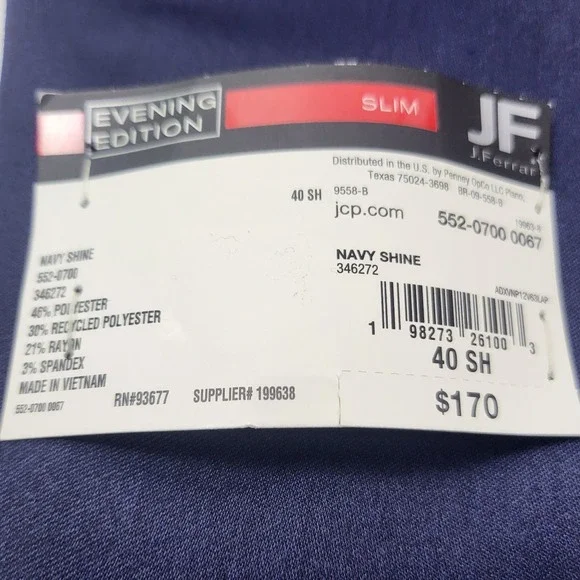 EVENING
EDITION
SLIM
JF
J.Ferrar
Distributed in the U.S. by Penney OpCo LLC Plano,
Texas 75024-3698 BR-09-558-B
40 SH 9558-B
jcp.com 552-0700 0067
NAVY SHINE
346272
1 98273 26100 3
40 SH
$170
NAVY SHINE
552-0700
346272
46% POLYESTER
30% RECYCLED POLYESTER
21% RAYON
3% SPANDEX
MADE IN VIETNAM
552-0700 0067
RN#93677 SUPPLIER# 199638